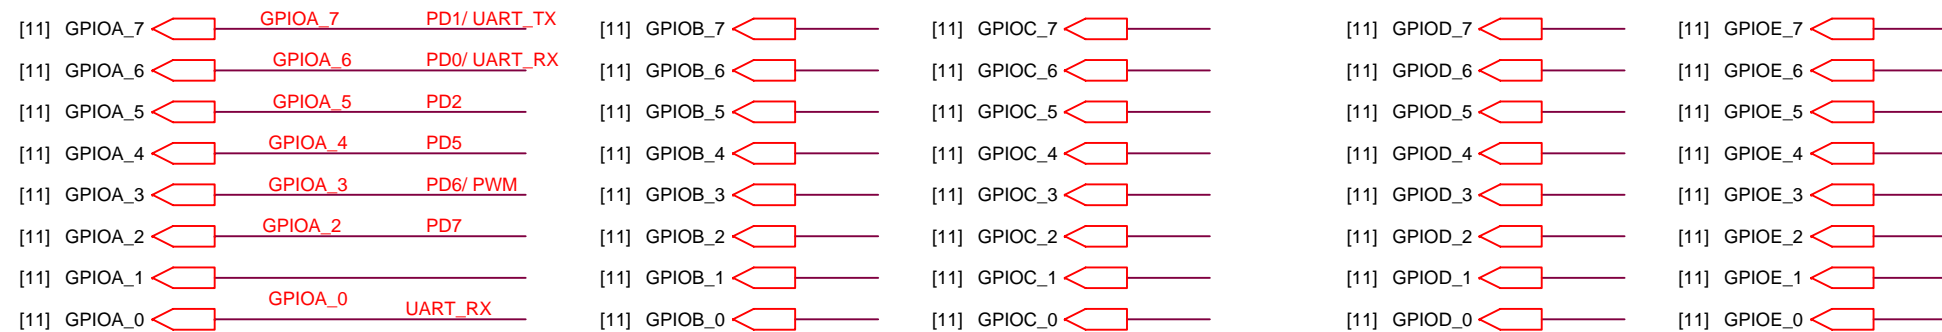 [11] GPIOA_7 GPIOA_7 PD1/ UART_TX [11] GPIOB_7 [11] GPIOC_7 [11] GPIOD_7 [11] GPIOE_7
[11] GPIOA_6 GPIOA_6 PD0/ UART_RX [11] GPIOB_6 [11] GPIOC_6 [11] GPIOD_6 [11] GPIOE_6
[11] GPIOA_5 GPIOA_5 PD2 [11] GPIOB_5 [11] GPIOC_5 [11] GPIOD_5 [11] GPIOE_5
[11] GPIOA_4 GPIOA_4 PD5 [11] GPIOB_4 [11] GPIOC_4 [11] GPIOD_4 [11] GPIOE_4
[11] GPIOA_3 GPIOA_3 PD6/ PWM [11] GPIOB_3 [11] GPIOC_3 [11] GPIOD_3 [11] GPIOE_3
[11] GPIOA_2 GPIOA_2 PD7 [11] GPIOB_2 [11] GPIOC_2 [11] GPIOD_2 [11] GPIOE_2
[11] GPIOA_1 [11] GPIOB_1 [11] GPIOC_1 [11] GPIOD_1 [11] GPIOE_1
[11] GPIOA_0 GPIOA_0 UART_RX [11] GPIOB_0 [11] GPIOC_0 [11] GPIOD_0 [11] GPIOE_0